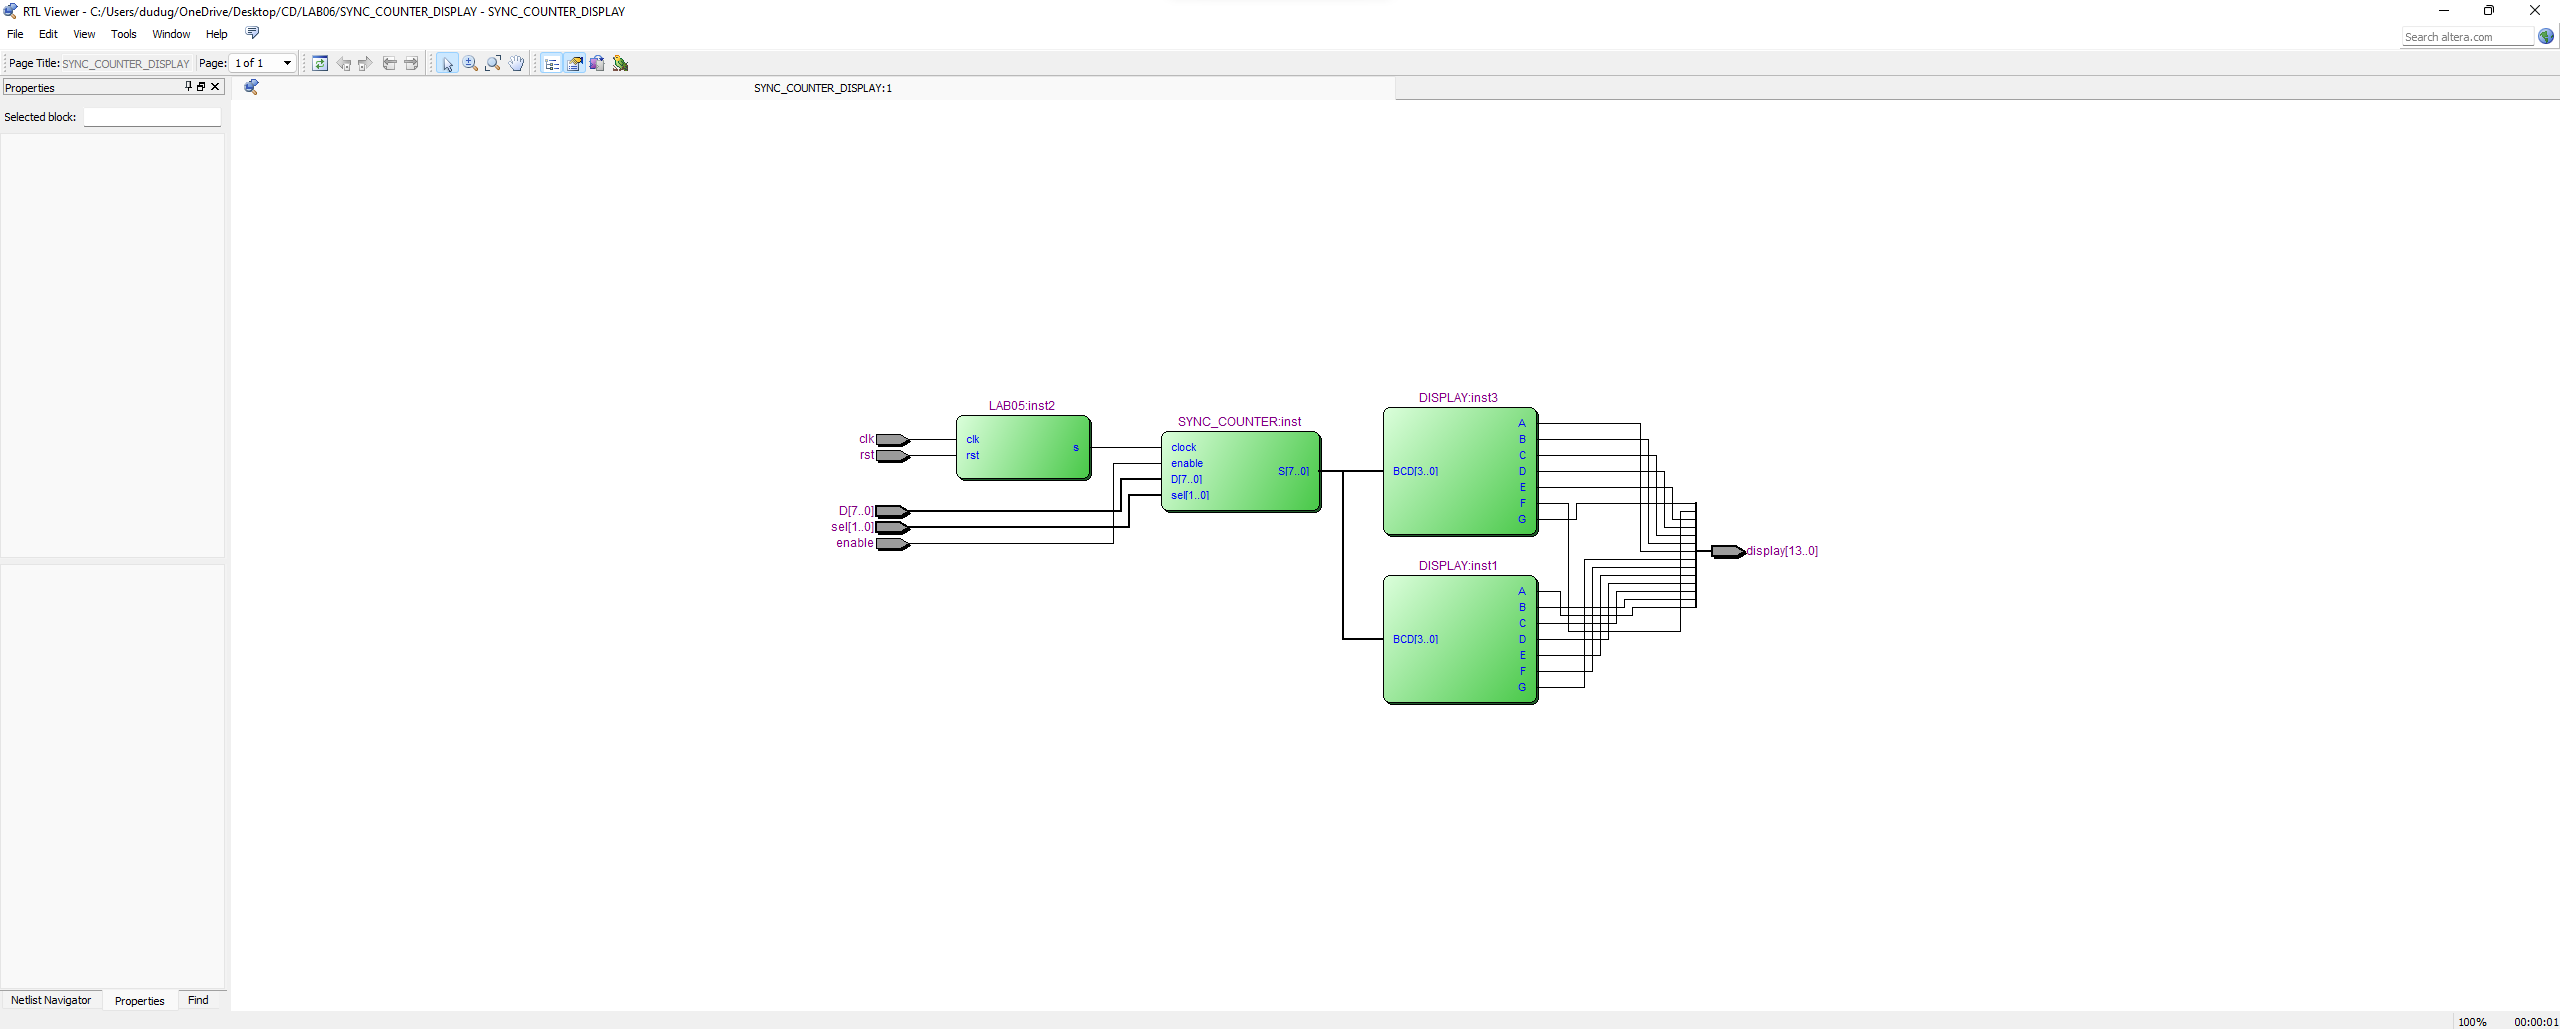 RTL Viewer - C:/Users/dudug/OneDrive/Desktop/CD/LAB06/SYNC_COUNTER_DISPLAY - SYNC_COUNTER_DISPLAY
File Edit View Tools Window Help
Search altera.com
Page Title: SYNC_COUNTER_DISPLAY Page: 1 of 1
Properties
SYNC_COUNTER_DISPLAY:1
Selected block:
LAB05:inst2
clk
rst
clk
rst
s
D[7..0]
sel[1..0]
enable
SYNC_COUNTER:inst
clock
enable
D[7..0]
sel[1..0]
S[7..0]
DISPLAY:inst3
BCD[3..0]
A
B
C
D
E
F
G
DISPLAY:inst1
BCD[3..0]
A
B
C
D
E
F
G
display[13..0]
Netlist Navigator Properties Find
100% 00:00:01